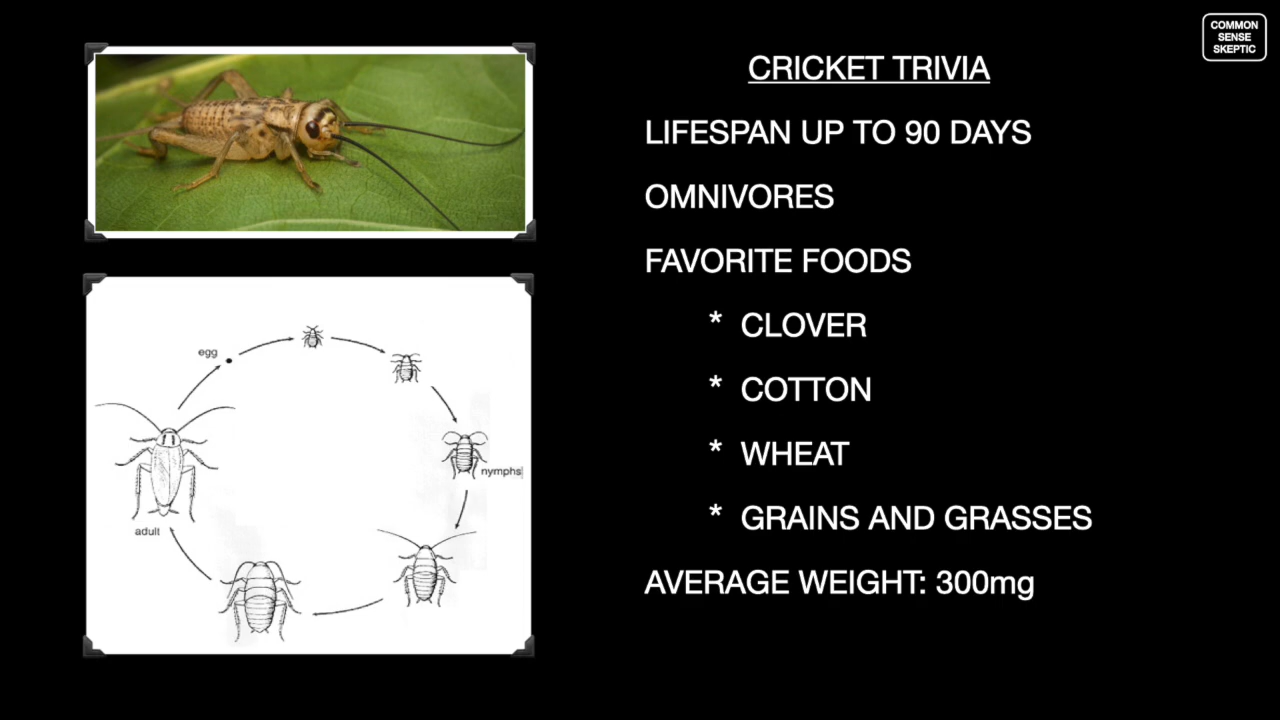 COMMON
SENSE
SKEPTIC
CRICKET TRIVIA
LIFESPAN UP TO 90 DAYS
OMNIVORES
FAVORITE FOODS
* CLOVER
* COTTON
* WHEAT
* GRAINS AND GRASSES
AVERAGE WEIGHT: 300mg
egg
nymphs
adult